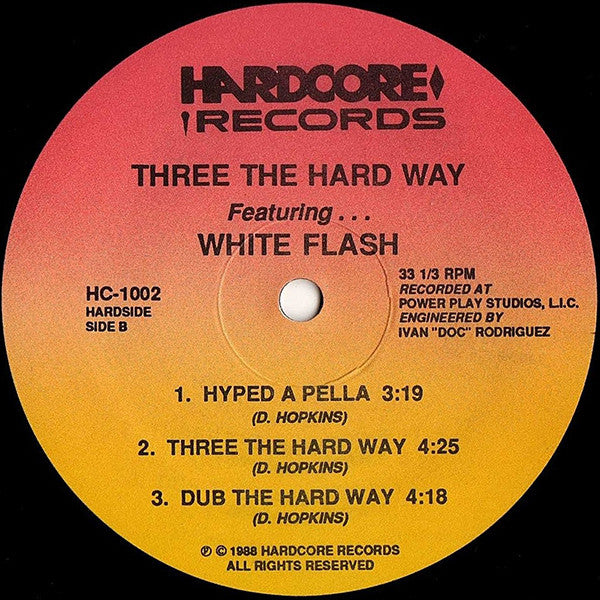 HARDCORE
RECORDS
THREE THE HARD WAY
Featuring . . .
WHITE FLASH
HC-1002
HARDSIDE
SIDE B
33 1/3 RPM
RECORDED AT
POWER PLAY STUDIOS, L.I.C.
ENGINEERED BY
IVAN "DOC" RODRIGUEZ
1. HYPED A PELLA 3:19
(D. HOPKINS)
2. THREE THE HARD WAY 4:25
(D. HOPKINS)
3. DUB THE HARD WAY 4:18
(D. HOPKINS)
℗ © 1988 HARDCORE RECORDS
ALL RIGHTS RESERVED